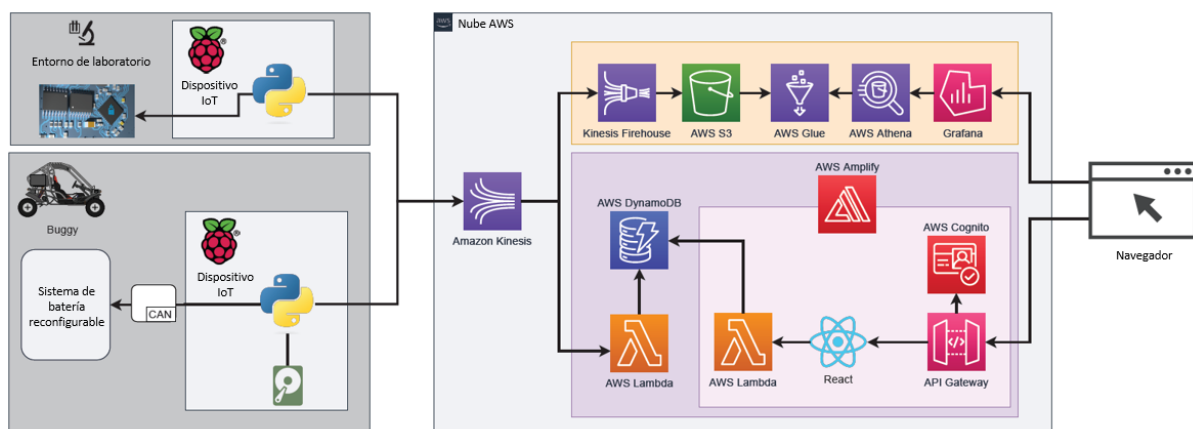 Entorno de laboratorio
Dispositivo
IoT
Buggy
Sistema de
batería
reconfigurable
CAN
Dispositivo
IoT
Amazon Kinesis
aws
Nube AWS
Kinesis Firehouse
AWS S3
AWS Glue
AWS Athena
Grafana
AWS Amplify
AWS DynamoDB
AWS Cognito
AWS Lambda
AWS Lambda
React
API Gateway
Navegador